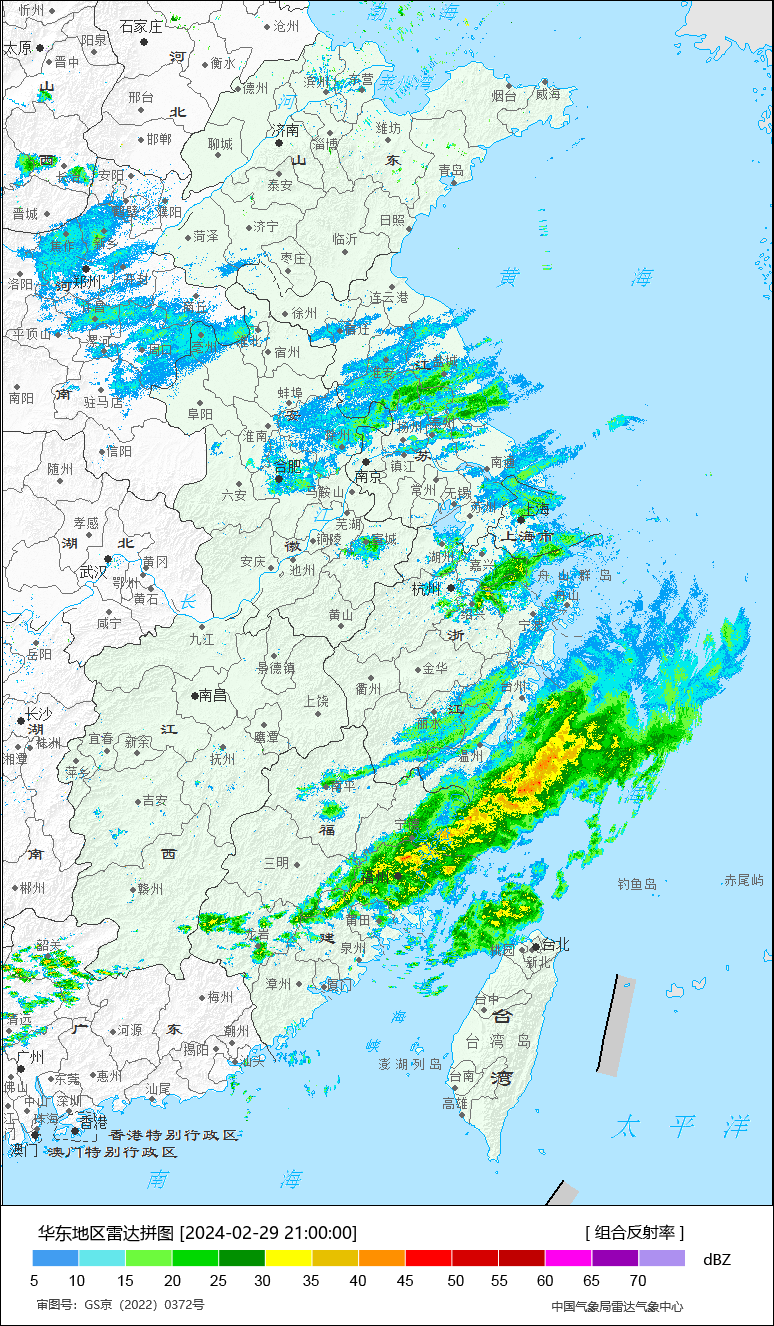 忻州
石家庄
沧州
渤 海
太原
阳泉
晋中
河
衡水
德州
滨州
东营
莱
湾
山
邢台
北
河
烟台
威海
邯郸
聊城
济南
淄博
潍坊
西
长治
安阳
山
东
泰安
青岛
晋城
鹤壁
濮阳
菏泽
济宁
临沂
日照
焦作
新乡
洛阳
河
郑州
开封
枣庄
黄 海
许昌
商丘
徐州
连云港
平顶山
漯河
周口
亳州
淮北
宿迁
宿州
淮安
江
盐城
南阳
南
驻马店
阜阳
蚌埠
安
信阳
淮南
滁州
扬州
泰州
随州
合肥
南京
镇江
苏
南通
六安
马鞍山
常州
无锡
苏州
上海
孝感
湖 北
江
芜湖
上海市
武汉
黄冈
安庆
徽
铜陵
宣城
湖州
嘉兴
鄂州
池州
杭州
舟 山 群 岛
黄石
长
咸宁
黄山
绍兴
宁波
九江
浙
岳阳
景德镇
衢州
金华
南昌
上饶
台州
长沙
湖
江
丽水
江
株洲
宜春
新余
鹰潭
温州
湘潭
萍乡
抚州
南平
吉安
福
宁德
南
西
三明
福州
郴州
赣州
钓鱼岛
赤尾屿
莆田
龙岩
建
泉州
韶关
桃园
台北
新北
漳州
厦门
梅州
台中
清远
广 东
河源
潮州
海
台
台 湾 岛
广州
揭阳
汕头
峡
澎湖列岛
佛山
东莞
惠州
台南
湾
中山
深圳
汕尾
高雄
江
门
珠海
香港
香港特别行政区
太 平 洋
澳门
澳门特别行政区
南 海
华东地区雷达拼图 [2024-02-29 21:00:00]
[ 组合反射率 ]
5 10 15 20 25 30 35 40 45 50 55 60 65 70 dBZ
审图号：GS京（2022）0372号
中国气象局雷达气象中心